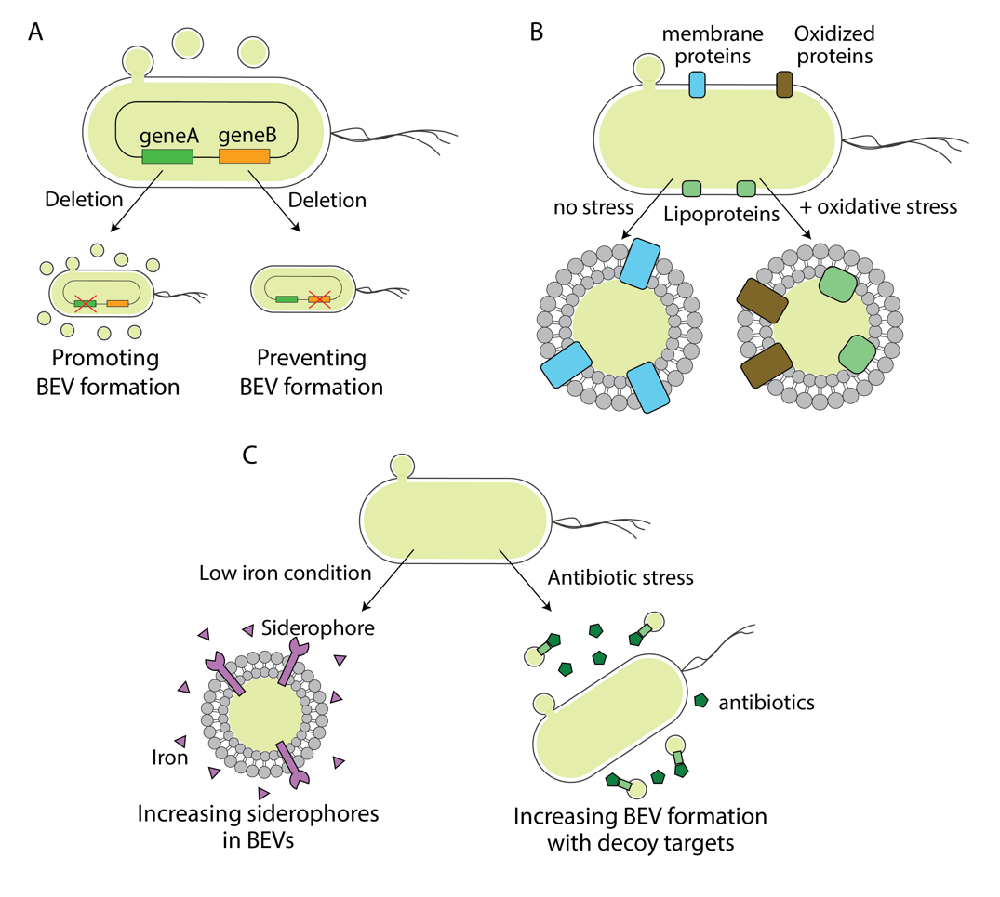 A
geneA
geneB
Deletion
Deletion
Promoting
BEV formation
Preventing
BEV formation
B
membrane
proteins
Oxidized
proteins
no stress
Lipoproteins
+ oxidative stress
C
Low iron condition
Antibiotic stress
Siderophore
Iron
antibiotics
Increasing siderophores
in BEVs
Increasing BEV formation
with decoy targets